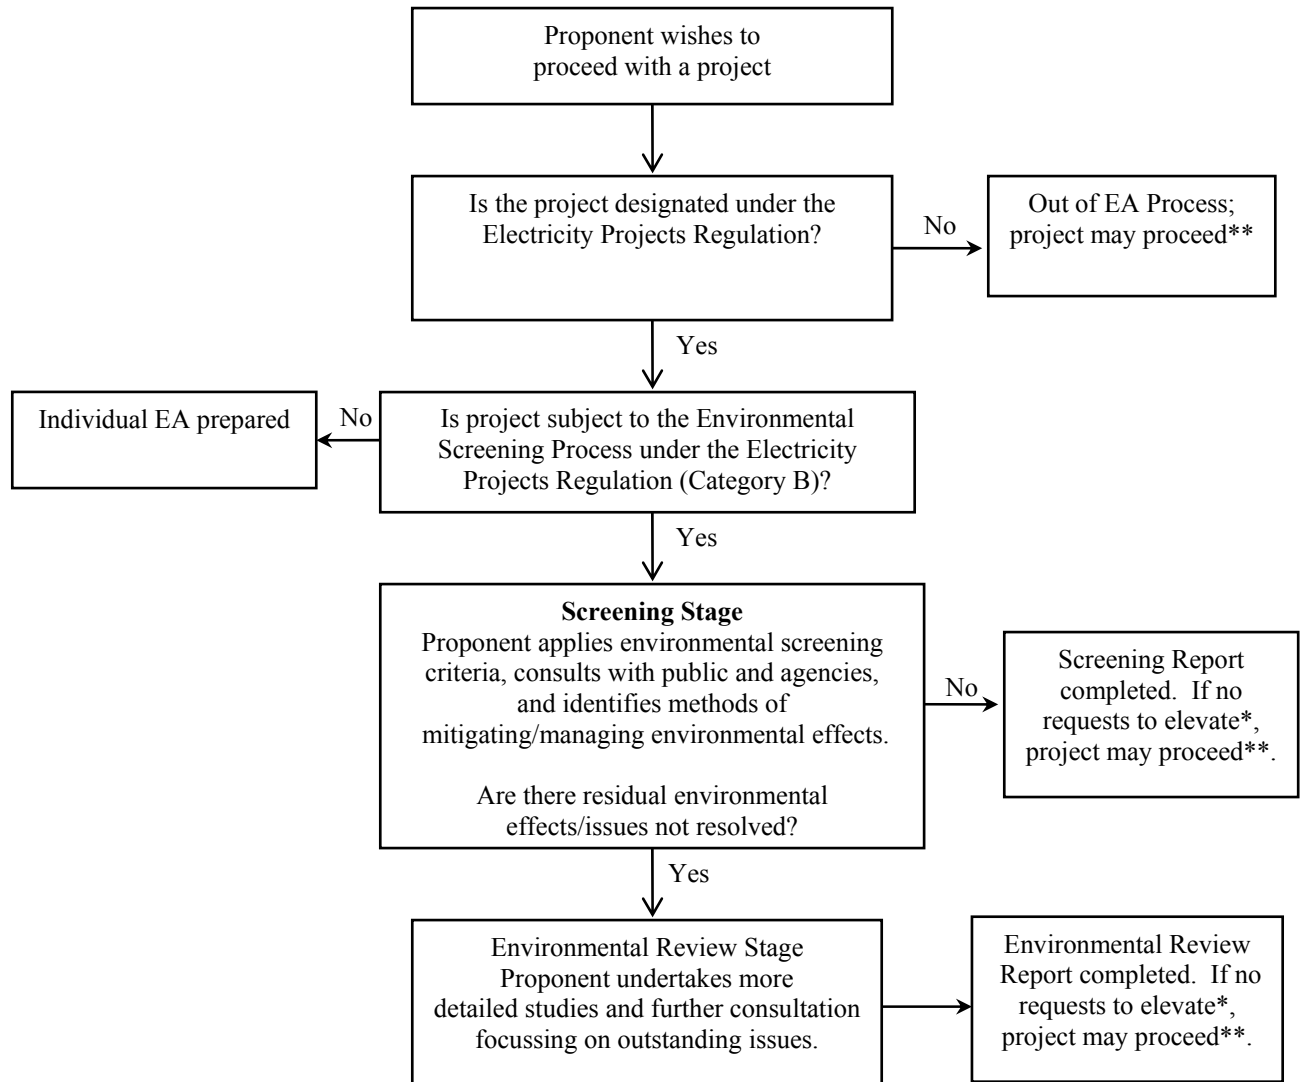 Proponent wishes to
proceed with a project
Is the project designated under the
Electricity Projects Regulation?
No
Out of EA Process;
project may proceed**
Yes
Individual EA prepared
No
Is project subject to the Environmental
Screening Process under the Electricity
Projects Regulation (Category B)?
Yes
Screening Stage
Proponent applies environmental screening
criteria, consults with public and agencies,
and identifies methods of
mitigating/managing environmental effects.
Are there residual environmental
effects/issues not resolved?
No
Screening Report
completed. If no
requests to elevate*,
project may proceed**.
Yes
Environmental Review Stage
Proponent undertakes more
detailed studies and further consultation
focussing on outstanding issues.
Environmental Review
Report completed. If no
requests to elevate*,
project may proceed**.